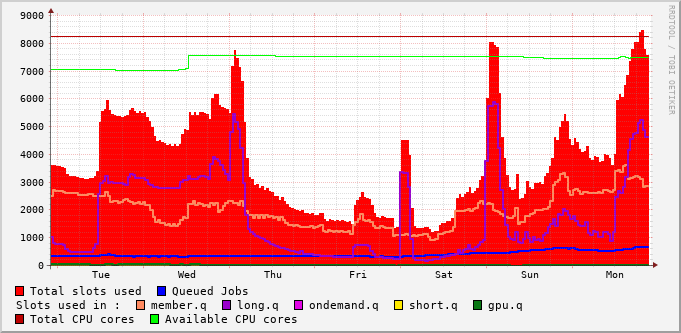 RRDTOOL / TOBI OETIKER
9000
8000
7000
6000
5000
4000
3000
2000
1000
0
Tue Wed Thu Fri Sat Sun Mon
Total slots used Queued Jobs
Slots used in : member.q long.q ondemand.q short.q gpu.q
Total CPU cores Available CPU cores